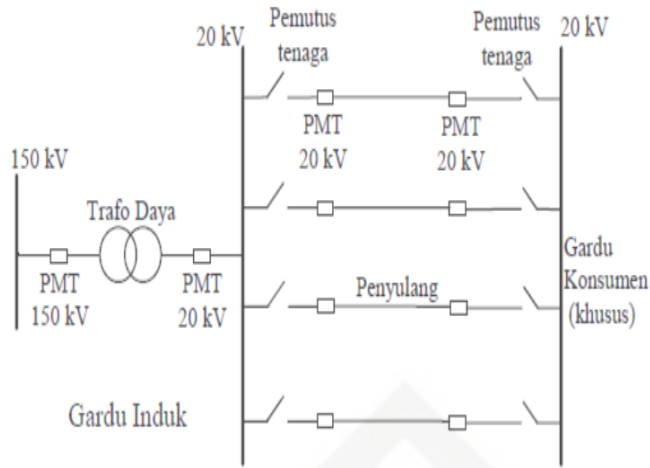 Pemutus
tenaga
20 kV
Pemutus
tenaga
20 kV
PMT
20 kV
PMT
20 kV
150 kV
Trafo Daya
PMT
150 kV
PMT
20 kV
Penyulang
Gardu
Konsumen
(khusus)
Gardu Induk